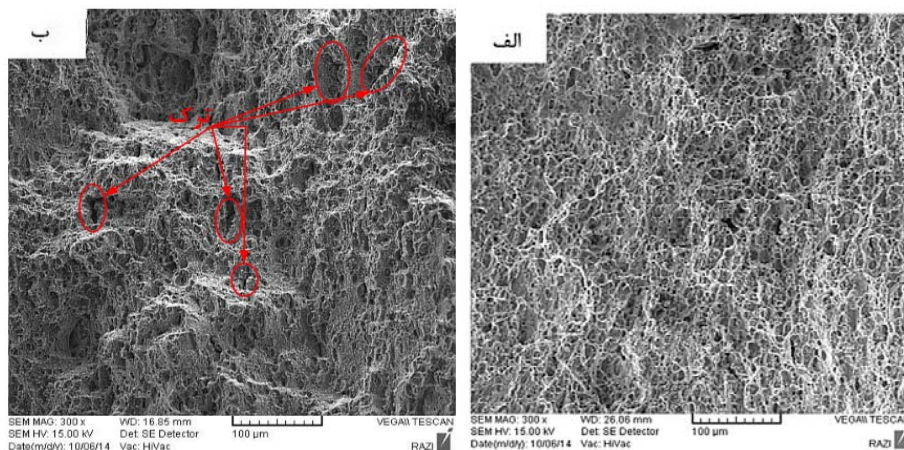 ب
ترک
SEM MAG: 300 x WD: 16.85 mm VEGA\\ TESCAN
SEM HV: 15.00 kV Det: SE Detector 100 µm
Date(m/d/y): 10/06/14 Vac: HiVac RAZI
الف
SEM MAG: 300 x WD: 26.06 mm VEGA\\ TESCAN
SEM HV: 15.00 kV Det: SE Detector 100 µm
Date(m/d/y): 10/06/14 Vac: HiVac RAZI